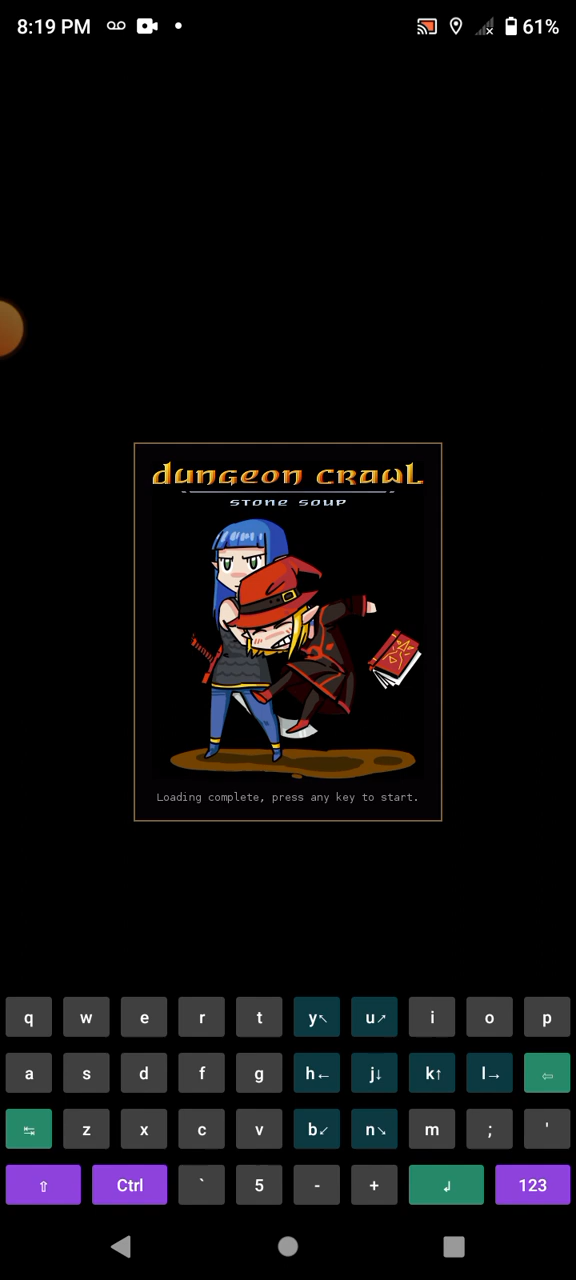 8:19 PM 61%
dungeon crawl
stone soup
Loading complete, press any key to start.
q w e r t y↖ u↗ i o p
a s d f g h← j↓ k↑ l→ ⇦
↹ z x c v b↙ n↘ m ; '
⇧ Ctrl ` 5 - + ↲ 123